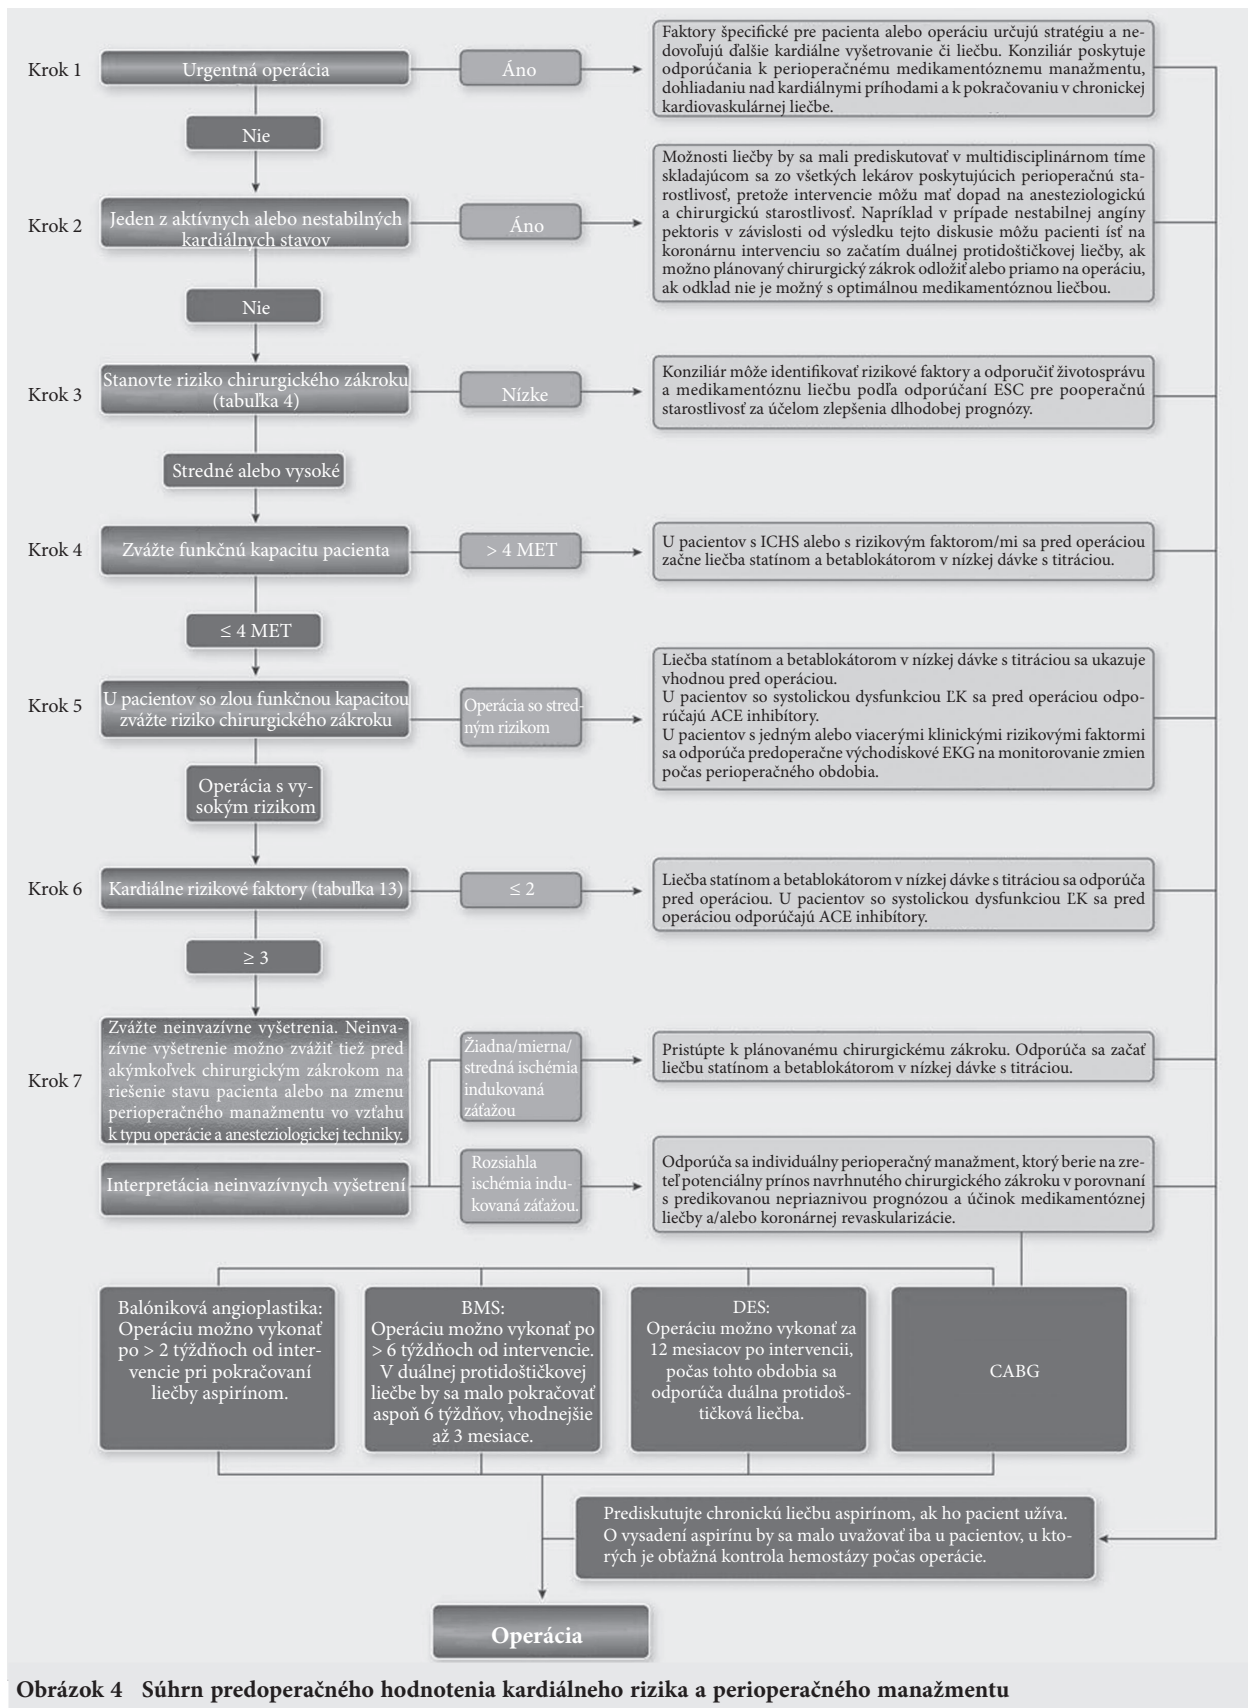 Krok 1
Urgentná operácia
Áno
Faktory špecifické pre pacienta alebo operáciu určujú stratégiu a ne-
dovoľujú ďalšie kardiálne vyšetrovanie či liečbu. Konziliár poskytuje
odporúčania k perioperačnému medikamentóznemu manažmentu,
dohliadaniu nad kardiálnymi príhodami a k pokračovaniu v chronickej
kardiovaskulárnej liečbe.
Nie
Krok 2
Jeden z aktívnych alebo nestabilných
kardiálnych stavov
Áno
Možnosti liečby by sa mali prediskutovať v multidisciplinárnom tíme
skladajúcom sa zo všetkých lekárov poskytujúcich perioperačnú sta-
rostlivosť, pretože intervencie môžu mať dopad na anesteziologickú
a chirurgickú starostlivosť. Napríklad v prípade nestabilnej angíny
pektoris v závislosti od výsledku tejto diskusie môžu pacienti ísť na
koronárnu intervenciu so začatím duálnej protidoštičkovej liečby, ak
možno plánovaný chirurgický zákrok odložiť alebo priamo na operáciu,
ak odklad nie je možný s optimálnou medikamentóznou liečbou.
Nie
Krok 3
Stanovte riziko chirurgického zákroku
(tabuľka 4)
Nízke
Konziliár môže identifikovať rizikové faktory a odporučiť životosprávu
a medikamentóznu liečbu podľa odporúčaní ESC pre pooperačnú
starostlivosť za účelom zlepšenia dlhodobej prognózy.
Stredné alebo vysoké
Krok 4
Zvážte funkčnú kapacitu pacienta
> 4 MET
U pacientov s ICHS alebo s rizikovým faktorom/mi sa pred operáciou
začne liečba statínom a betablokátorom v nízkej dávke s titráciou.
≤ 4 MET
Krok 5
U pacientov so zlou funkčnou kapacitou
zvážte riziko chirurgického zákroku
Operácia so stred-
ným rizikom
Liečba statínom a betablokátorom v nízkej dávke s titráciou sa ukazuje
vhodnou pred operáciou.
U pacientov so systolickou dysfunkciou ĽK sa pred operáciou odpo-
rúčajú ACE inhibítory.
U pacientov s jedným alebo viacerými klinickými rizikovými faktormi
sa odporúča predoperačne východiskové EKG na monitorovanie zmien
počas perioperačného obdobia.
Operácia s vy-
sokým rizikom
Krok 6
Kardiálne rizikové faktory (tabuľka 13)
≤ 2
Liečba statínom a betablokátorom v nízkej dávke s titráciou sa odporúča
pred operáciou. U pacientov so systolickou dysfunkciou ĽK sa pred
operáciou odporúčajú ACE inhibítory.
≥ 3
Krok 7
Zvážte neinvazívne vyšetrenia. Neinva-
zívne vyšetrenie možno zvážiť tiež pred
akýmkoľvek chirurgickým zákrokom na
riešenie stavu pacienta alebo na zmenu
perioperačného manažmentu vo vzťahu
k typu operácie a anesteziologickej techniky.
Žiadna/mierna/
stredná ischémia
indukovaná
záťažou
Pristúpte k plánovanému chirurgickému zákroku. Odporúča sa začať
liečbu statínom a betablokátorom v nízkej dávke s titráciou.
Interpretácia neinvazívnych vyšetrení
Rozsiahla
ischémia indu-
kovaná záťažou.
Odporúča sa individuálny perioperačný manažment, ktorý berie na zre-
teľ potenciálny prínos navrhnutého chirurgického zákroku v porovnaní
s predikovanou nepriaznivou prognózou a účinok medikamentóznej
liečby a/alebo koronárnej revaskularizácie.
Balóniková angioplastika:
Operáciu možno vykonať
po > 2 týždňoch od inter-
vencie pri pokračovaní
liečby aspirínom.
BMS:
Operáciu možno vykonať po
> 6 týždňoch od intervencie.
V duálnej protidoštičkovej
liečbe by sa malo pokračovať
aspoň 6 týždňov, vhodnejšie
až 3 mesiace.
DES:
Operáciu možno vykonať za
12 mesiacov po intervencii,
počas tohto obdobia sa
odporúča duálna protidoš-
tičková liečba.
CABG
Prediskutujte chronickú liečbu aspirínom, ak ho pacient užíva.
O vysadení aspirínu by sa malo uvažovať iba u pacientov, u kto-
rých je obťažná kontrola hemostázy počas operácie.
Operácia
Obrázok 4 Súhrn predoperačného hodnotenia kardiálneho rizika a perioperačného manažmentu